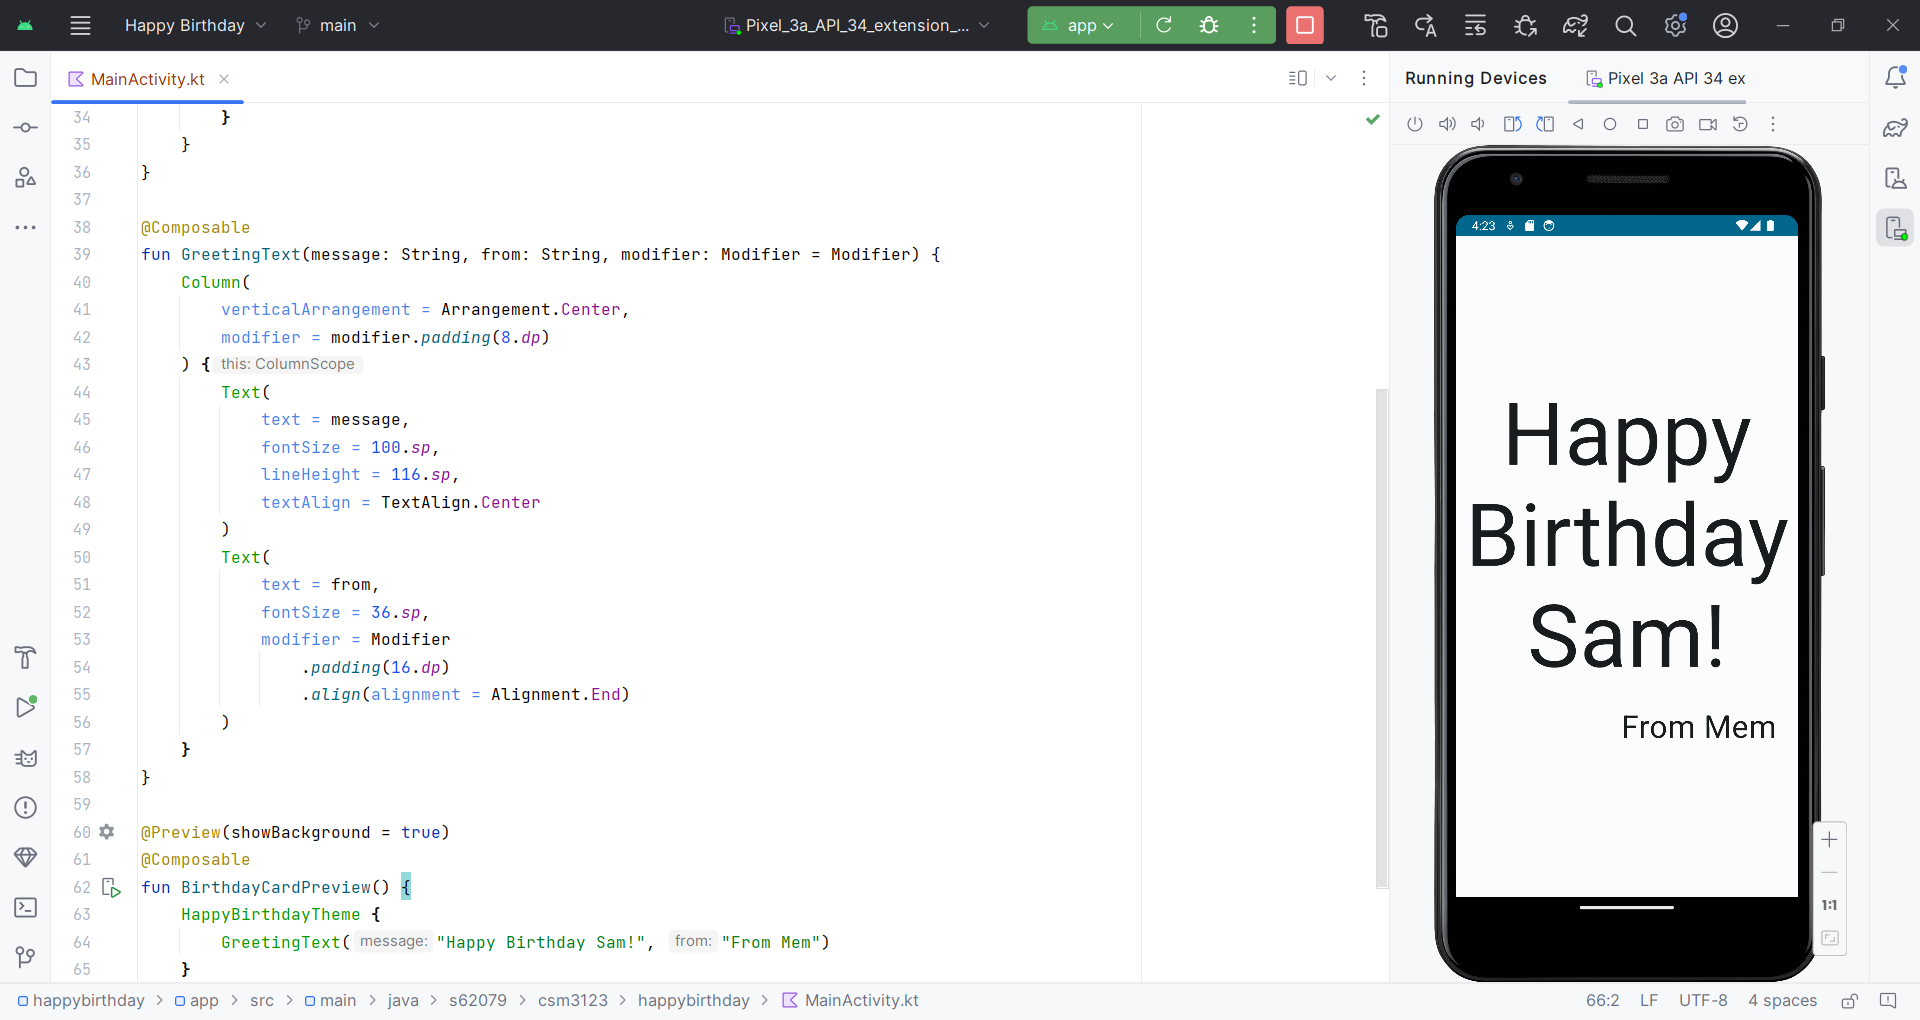 Happy Birthday main Pixel_3a_API_34_extension_... app
MainActivity.kt
Running Devices Pixel 3a API 34 ex
34 }
35 }
36 }
37
38 @Composable
39 fun GreetingText(message: String, from: String, modifier: Modifier = Modifier) {
40 Column(
41 verticalArrangement = Arrangement.Center,
42 modifier = modifier.padding(8.dp)
43 ) { this: ColumnScope
44 Text(
45 text = message,
46 fontSize = 100.sp,
47 lineHeight = 116.sp,
48 textAlign = TextAlign.Center
49 )
50 Text(
51 text = from,
52 fontSize = 36.sp,
53 modifier = Modifier
54 .padding(16.dp)
55 .align(alignment = Alignment.End)
56 )
57 }
58 }
59
60 @Preview(showBackground = true)
61 @Composable
62 fun BirthdayCardPreview() {
63 HappyBirthdayTheme {
64 GreetingText( message: "Happy Birthday Sam!", from: "From Mem")
65 }
4:23
Happy
Birthday
Sam!
From Mem
1:1
happybirthday > app > src > main > java > s62079 > csm3123 > happybirthday > MainActivity.kt
66:2 LF UTF-8 4 spaces